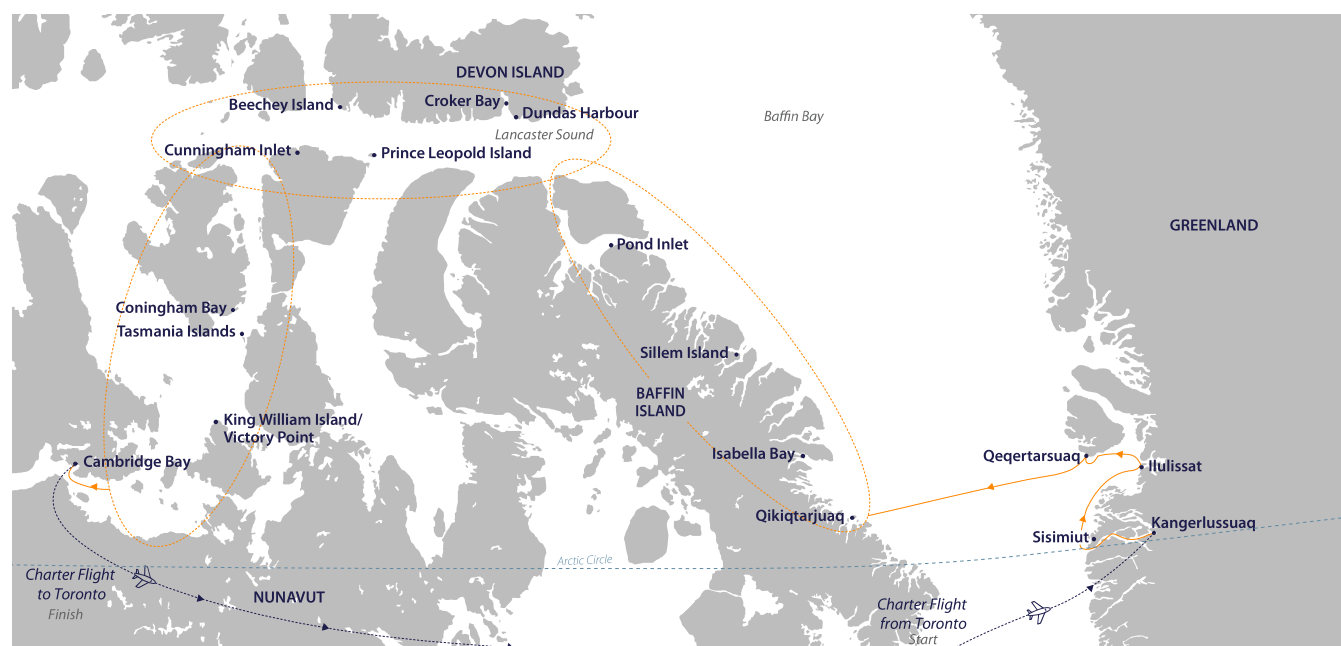 DEVON ISLAND
Beechey Island
Croker Bay
Dundas Harbour
Baffin Bay
Lancaster Sound
Cunningham Inlet
Prince Leopold Island
GREENLAND
Pond Inlet
Coningham Bay
Tasmania Islands
Sillem Island
BAFFIN
ISLAND
King William Island/
Victory Point
Isabella Bay
Qeqertarsuaq
Cambridge Bay
Ilulissat
Qikiqtarjuaq
Kangerlussuaq
Sisimiut
Arctic Circle
Charter Flight
to Toronto
Finish
NUNAVUT
Charter Flight
from Toronto
Start